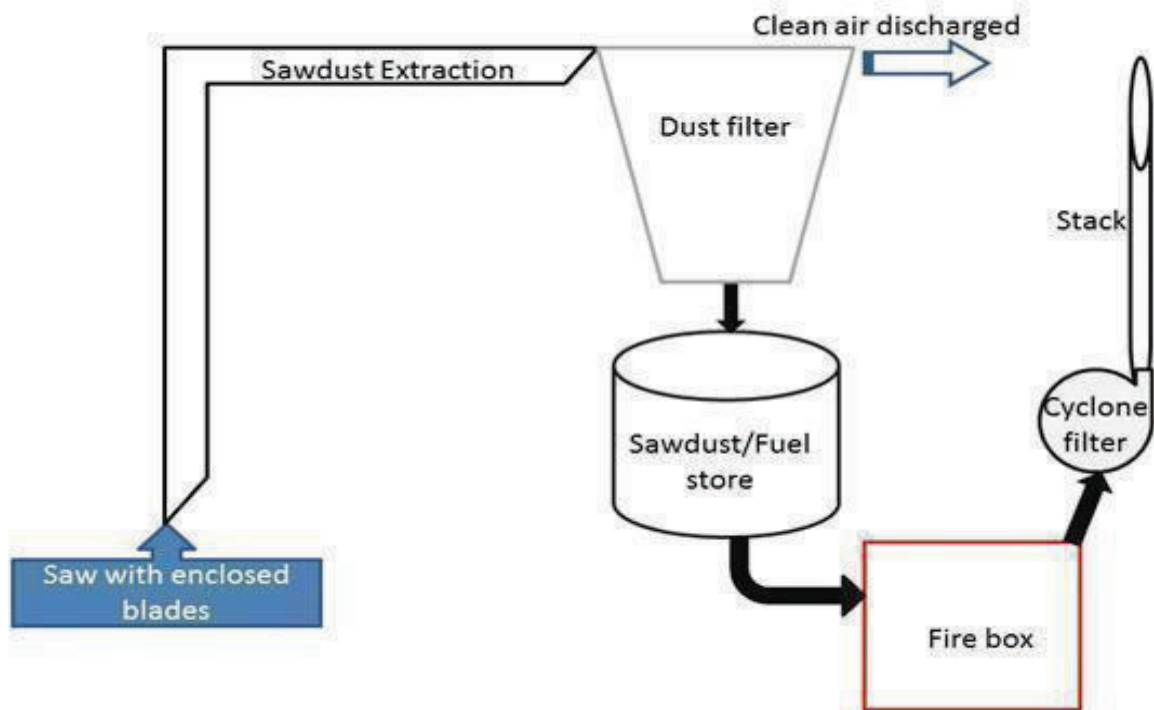 Clean air discharged
Sawdust Extraction
Dust filter
Stack
Cyclone
filter
Sawdust/Fuel
store
Saw with enclosed
blades
Fire box